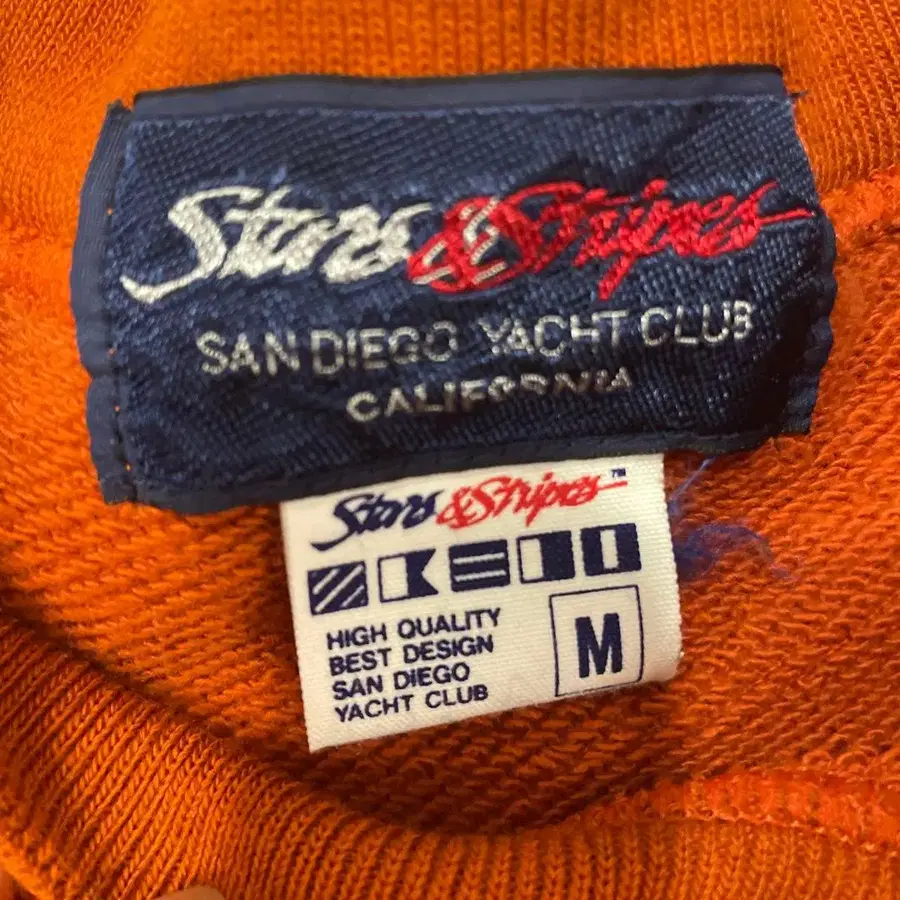 Stars & Stripes
SAN DIEGO YACHT CLUB
CALIFORNIA
Stars & Stripes™
HIGH QUALITY
BEST DESIGN
SAN DIEGO
YACHT CLUB
M